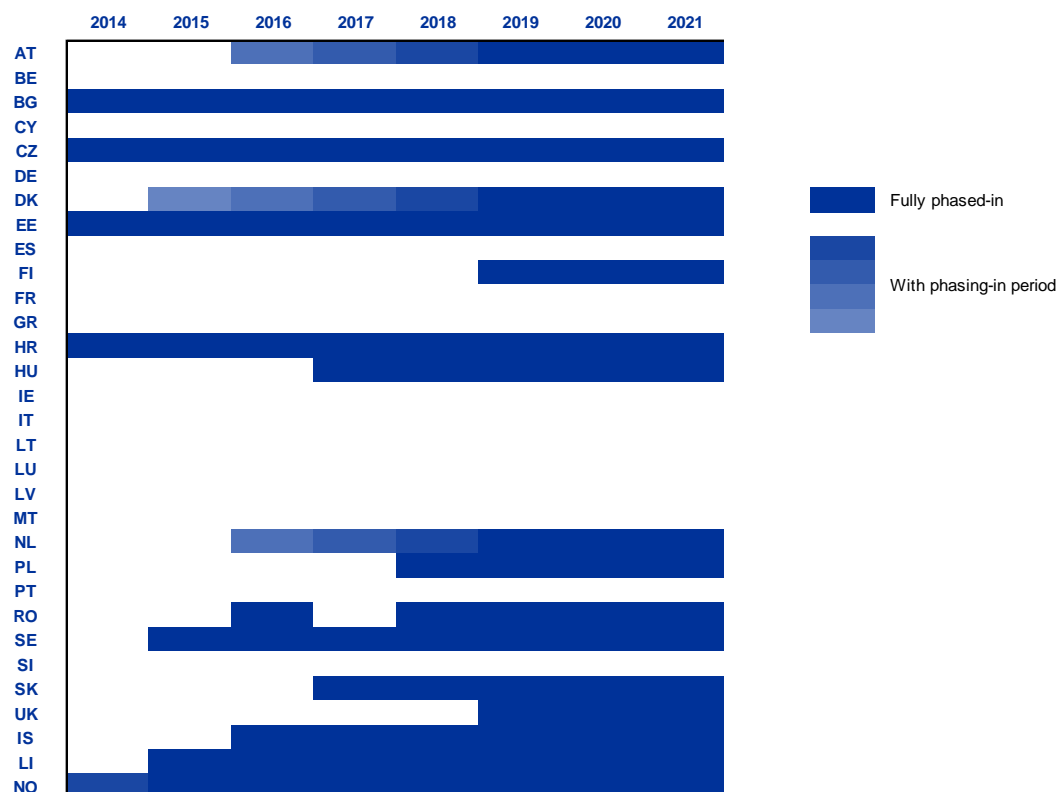 2014 2015 2016 2017 2018 2019 2020 2021
AT
BE
BG
CY
CZ
DE
DK
Fully phased-in
EE
ES
FI
With phasing-in period
FR
GR
HR
HU
IE
IT
LT
LU
LV
MT
NL
PL
PT
RO
SE
SI
SK
UK
IS
LI
NO